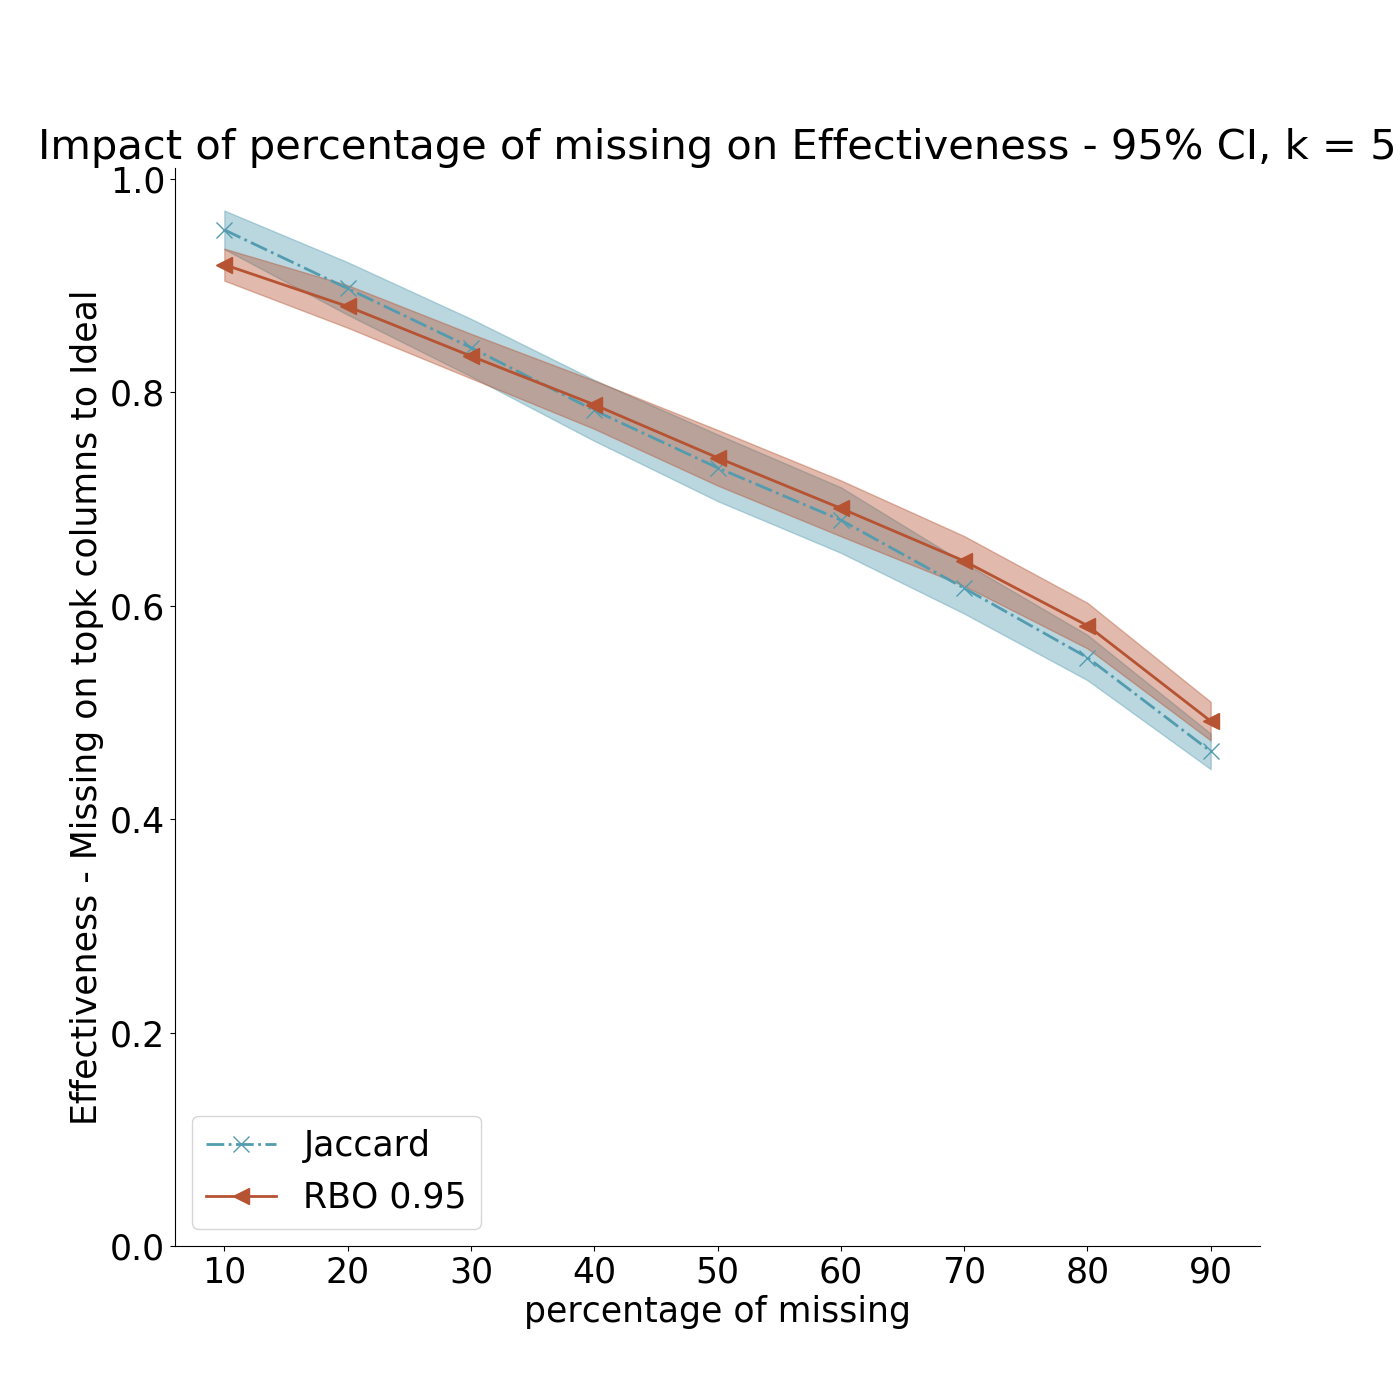 Impact of percentage of missing on Effectiveness - 95% CI, k = 5
Effectiveness - Missing on topk columns to Ideal
1.0
0.8
0.6
0.4
0.2
0.0
Jaccard
RBO 0.95
10 20 30 40 50 60 70 80 90
percentage of missing